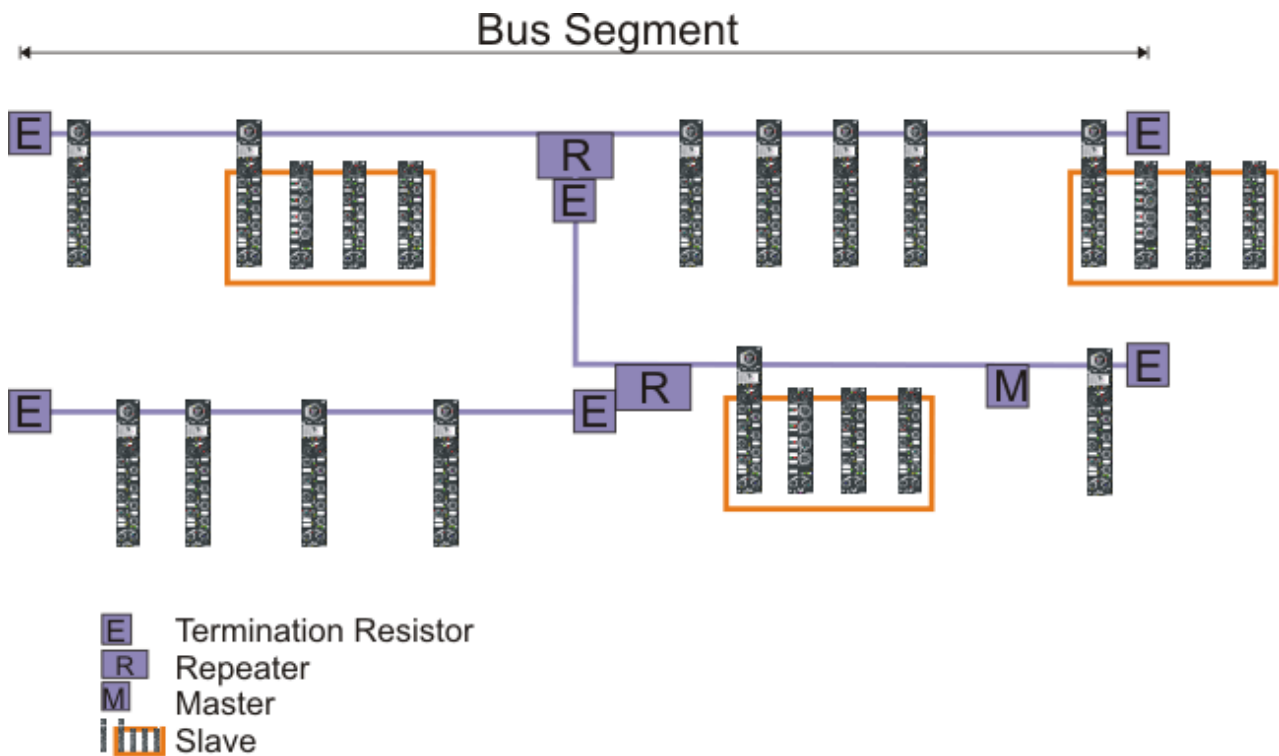 Bus Segment
E
E
R
E
E
R
M
E
E
E Termination Resistor
R Repeater
M Master
Slave